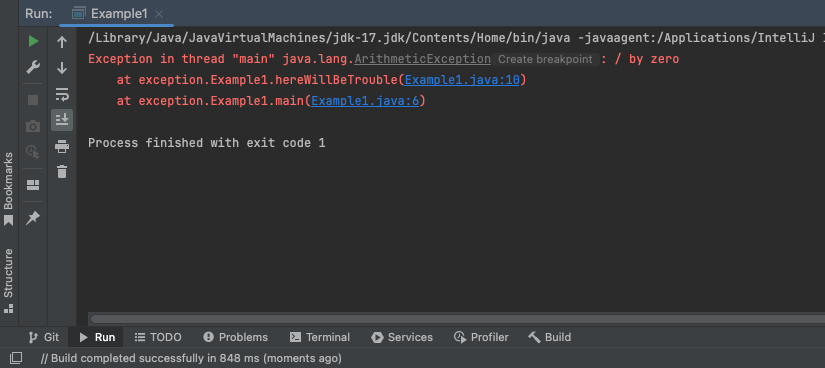 Run: Example1
/Library/Java/JavaVirtualMachines/jdk-17.jdk/Contents/Home/bin/java -javaagent:/Applications/IntelliJ
Exception in thread "main" java.lang.ArithmeticException Create breakpoint : / by zero
at exception.Example1.hereWillBeTrouble(Example1.java:10)
at exception.Example1.main(Example1.java:6)
Process finished with exit code 1
Bookmarks
Structure
Git Run TODO Problems Terminal Services Profiler Build
// Build completed successfully in 848 ms (moments ago)